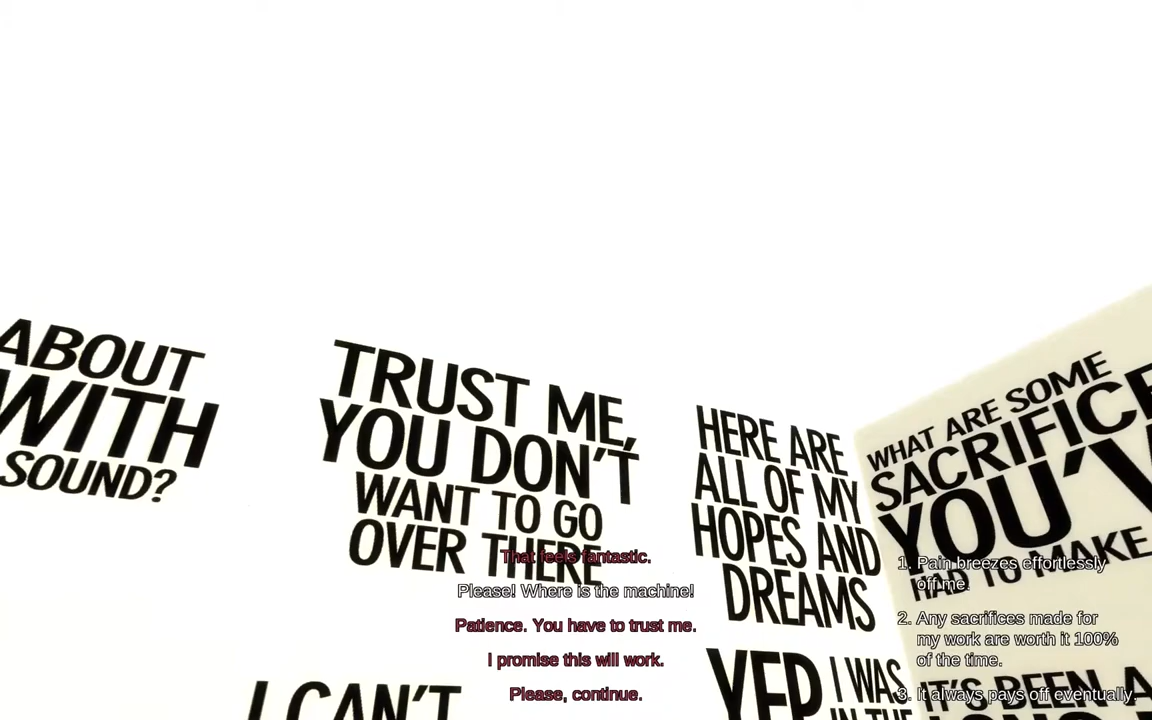 ABOUT
WITH
SOUND?
TRUST ME,
YOU DON'T
WANT TO GO
OVER THERE
HERE ARE
ALL OF MY
HOPES AND
DREAMS
WHAT ARE SOME
SACRIFICE
YOU'V
HAD TO MAKE
I CAN'T
YEP
I WAS
IN THE
IT'S BEEN A
That feels fantastic.
Please! Where is the machine!
Patience. You have to trust me.
I promise this will work.
Please, continue.
1. Pain breezes effortlessly
off me.
2. Any sacrifices made for
my work are worth it 100%
of the time.
3. It always pays off eventually.